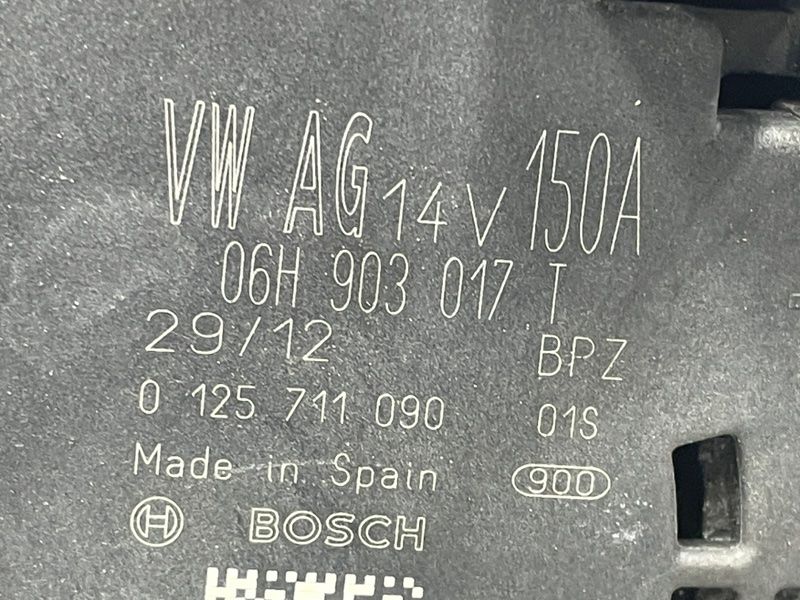 VW AG 14V 150A
06H 903 017 T
29/12 BPZ
0 125 711 090 01S
Made in Spain 900
BOSCH